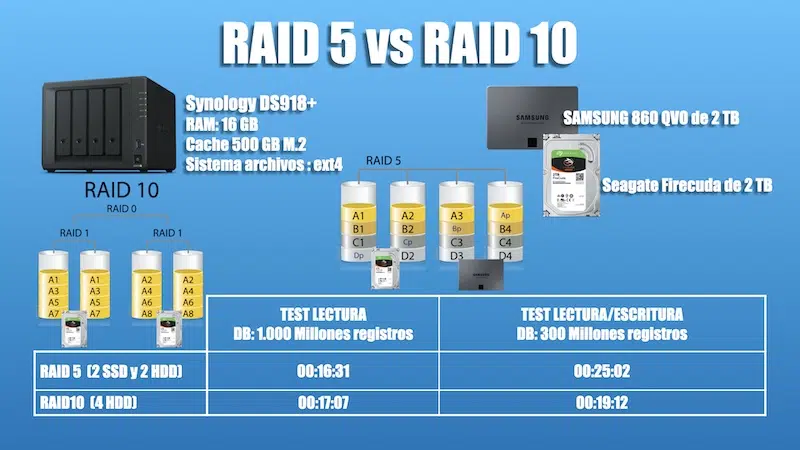 RAID 5 vs RAID 10
Synology DS918+
RAM: 16 GB
Cache 500 GB M.2
Sistema archivos : ext4
SAMSUNG
SAMSUNG 860 QVO de 2 TB
Seagate Firecuda de 2 TB
RAID 5
A1 A2 A3 Ap
B1 B2 Bp B4
C1 Cp C3 C4
Dp D2 D3 D4
RAID 10
RAID 0
RAID 1 RAID 1
A1 A1 A2 A2
A3 A3 A4 A4
A5 A5 A6 A6
A7 A7 A8 A8
TEST LECTURA TEST LECTURA/ESCRITURA
DB: 1.000 Millones registros DB: 300 Millones registros
RAID 5 (2 SSD y 2 HDD) 00:16:31 00:25:02
RAID10 (4 HDD) 00:17:07 00:19:12